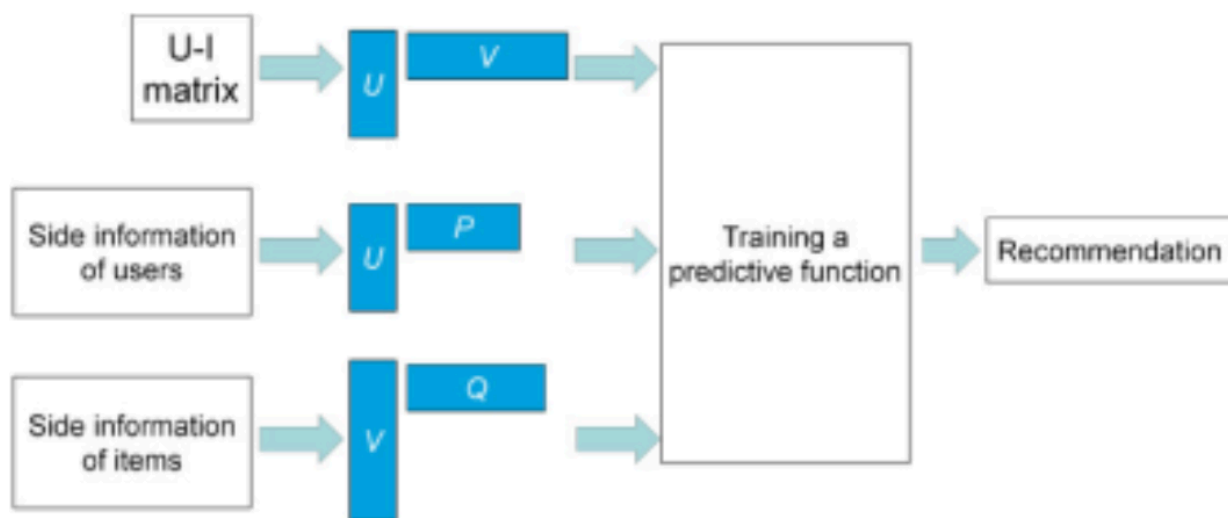 U-I
matrix
U
V
Side information
of users
U
P
Side information
of items
V
Q
Training a
predictive function
Recommendation